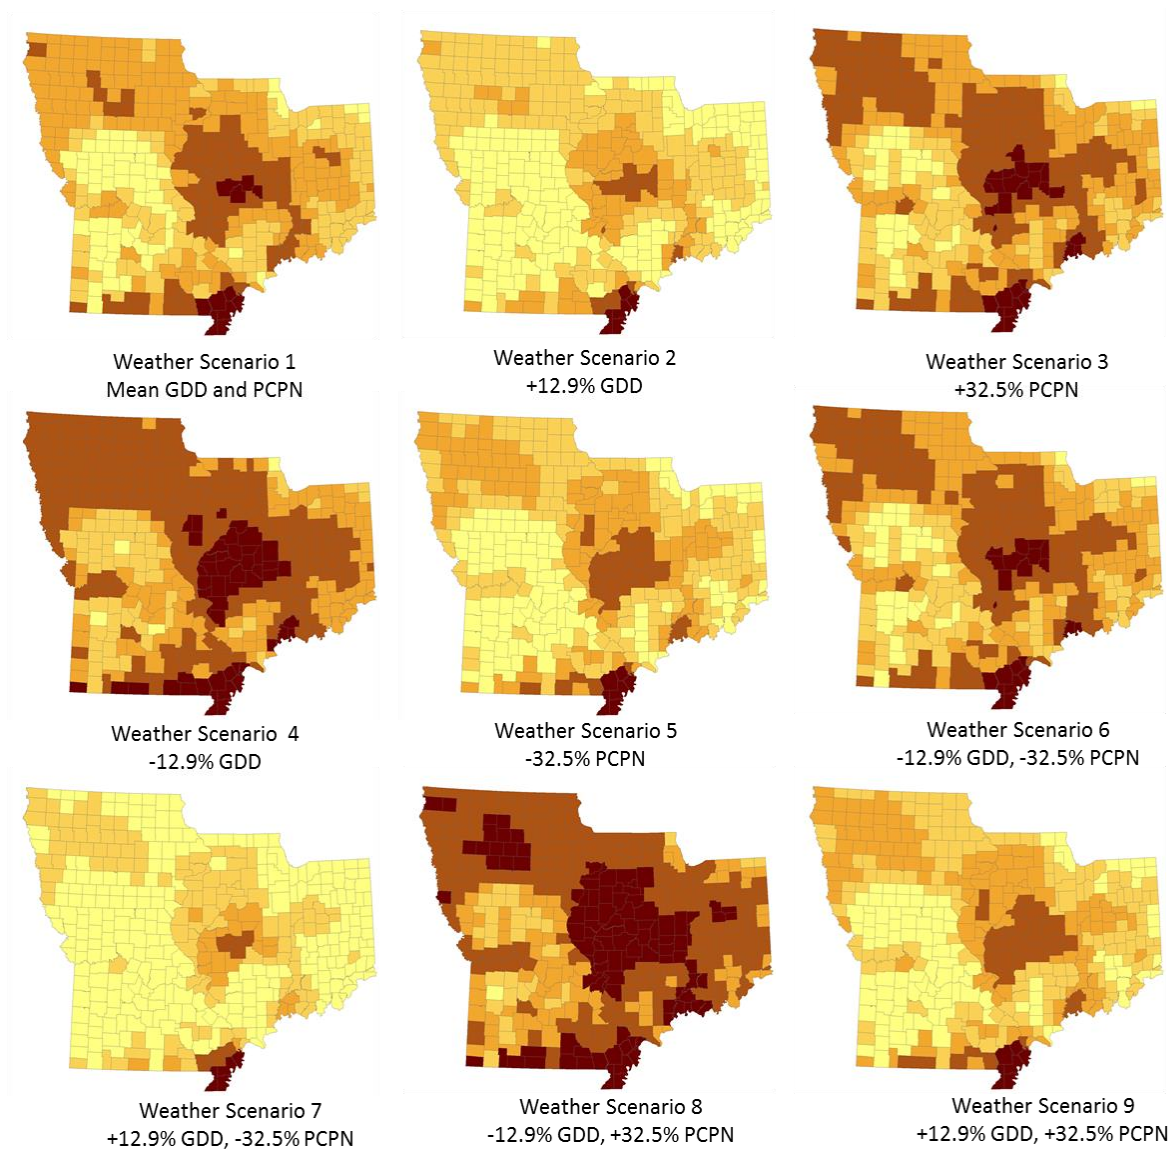 Weather Scenario 1
Mean GDD and PCPN
Weather Scenario 2
+12.9% GDD
Weather Scenario 3
+32.5% PCPN
Weather Scenario 4
-12.9% GDD
Weather Scenario 5
-32.5% PCPN
Weather Scenario 6
-12.9% GDD, -32.5% PCPN
Weather Scenario 7
+12.9% GDD, -32.5% PCPN
Weather Scenario 8
-12.9% GDD, +32.5% PCPN
Weather Scenario 9
+12.9% GDD, +32.5% PCPN